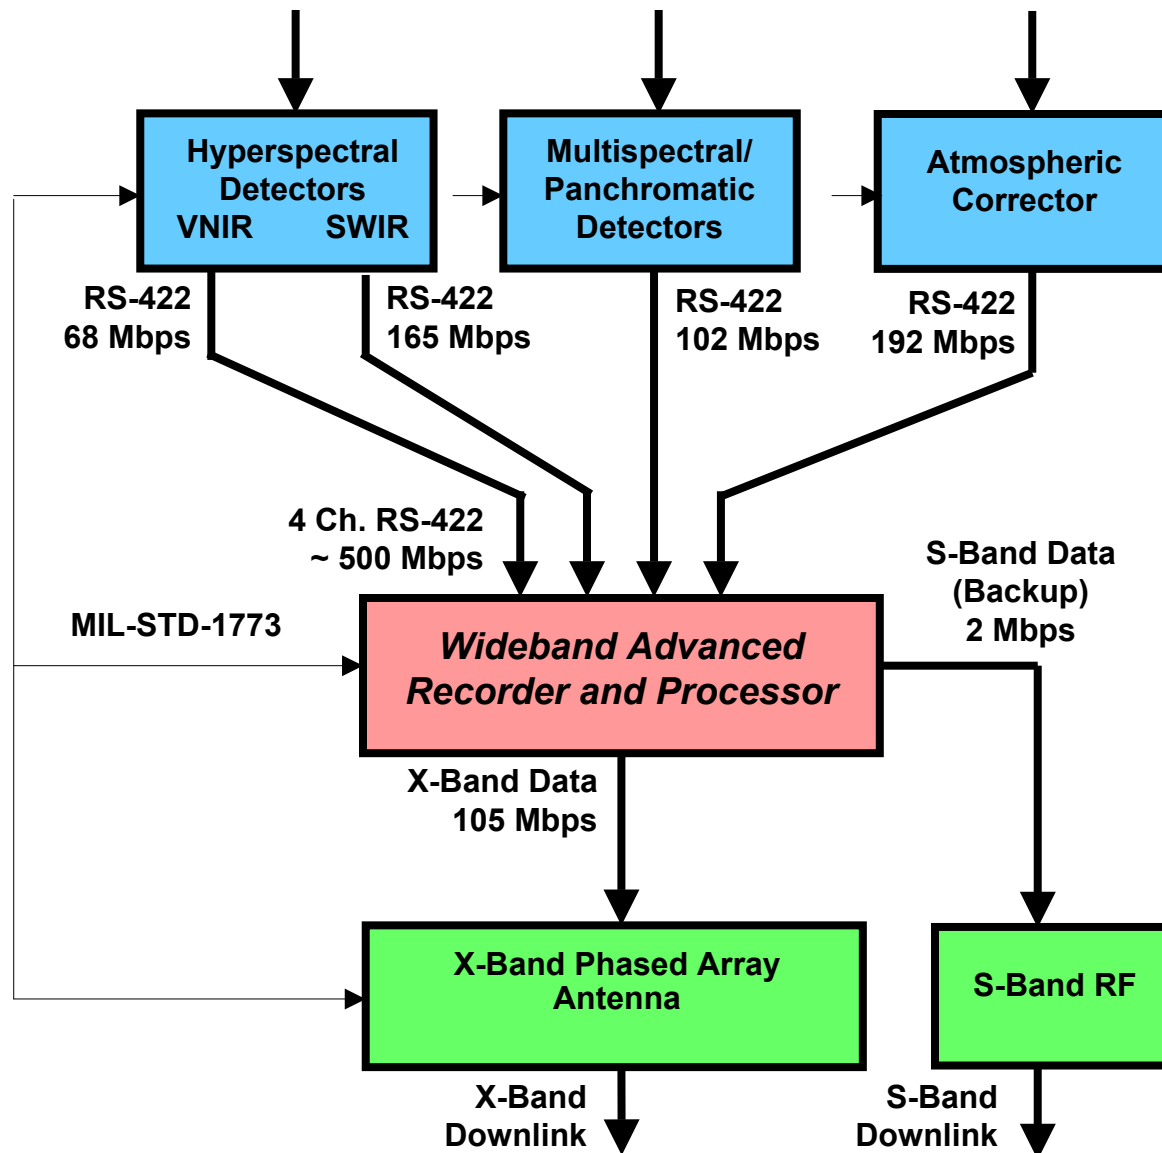 Hyperspectral
Detectors
VNIR SWIR
Multispectral/
Panchromatic
Detectors
Atmospheric
Corrector
RS-422
68 Mbps
RS-422
165 Mbps
RS-422
102 Mbps
RS-422
192 Mbps
4 Ch. RS-422
~ 500 Mbps
S-Band Data
(Backup)
2 Mbps
MIL-STD-1773
Wideband Advanced
Recorder and Processor
X-Band Data
105 Mbps
X-Band Phased Array
Antenna
S-Band RF
X-Band
Downlink
S-Band
Downlink